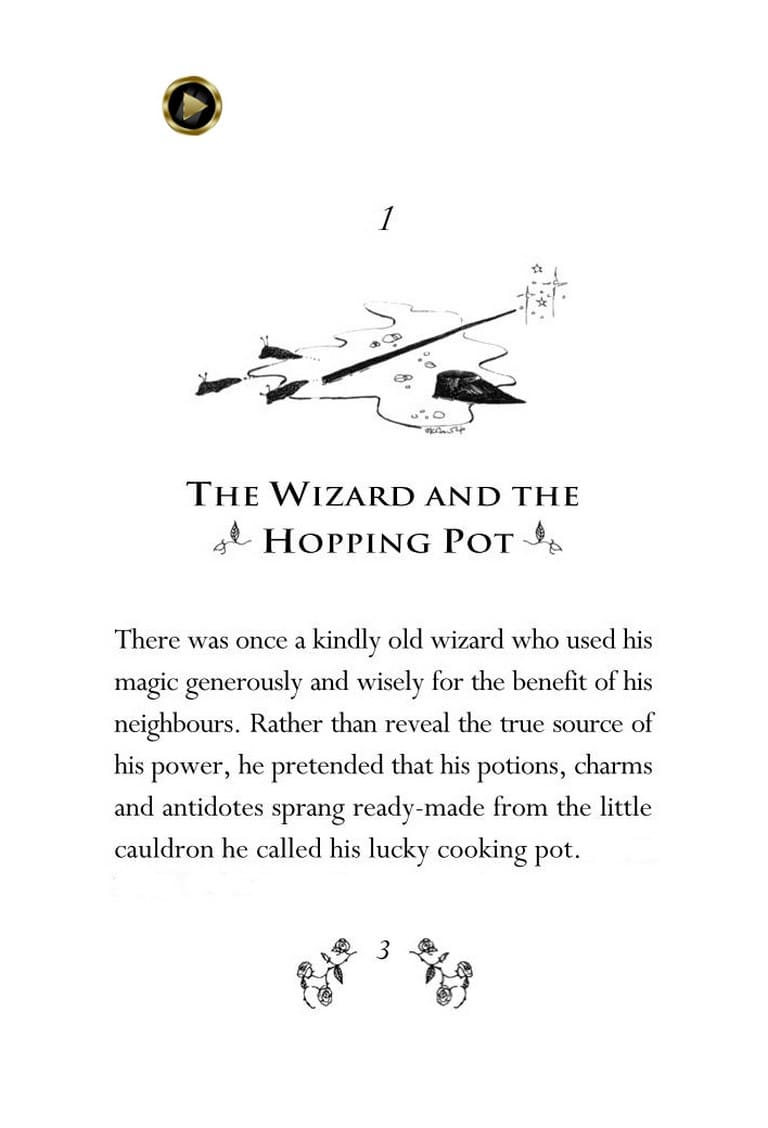 1
The Wizard and the
Hopping Pot
There was once a kindly old wizard who used his
magic generously and wisely for the benefit of his
neighbours. Rather than reveal the true source of
his power, he pretended that his potions, charms
and antidotes sprang ready-made from the little
cauldron he called his lucky cooking pot.
3